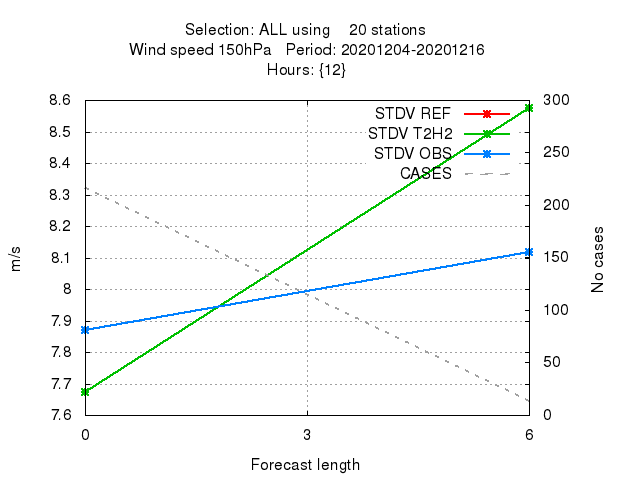 Selection: ALL using 20 stations
Wind speed 150hPa Period: 20201204-20201216
Hours: {12}
STDV REF
STDV T2H2
STDV OBS
CASES
8.6
8.5
8.4
8.3
8.2
8.1
8
7.9
7.8
7.7
7.6
m/s
300
250
200
150
100
50
0
No cases
0 3 6
Forecast length